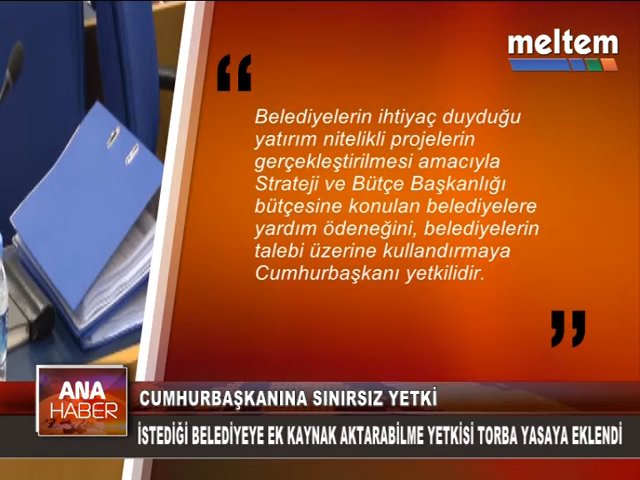 meltem
“
Belediyelerin ihtiyaç duyduğu
yatırım nitelikli projelerin
gerçekleştirilmesi amacıyla
Strateji ve Bütçe Başkanlığı
bütçesine konulan belediyelere
yardım ödeneğini, belediyelerin
talebi üzerine kullandırmaya
Cumhurbaşkanı yetkilidir.
”
ANA
HABER
CUMHURBAŞKANINA SINIRSIZ YETKİ
İSTEDİĞİ BELEDİYEYE EK KAYNAK AKTARABİLME YETKİSİ TORBA YASAYA EKLENDİ